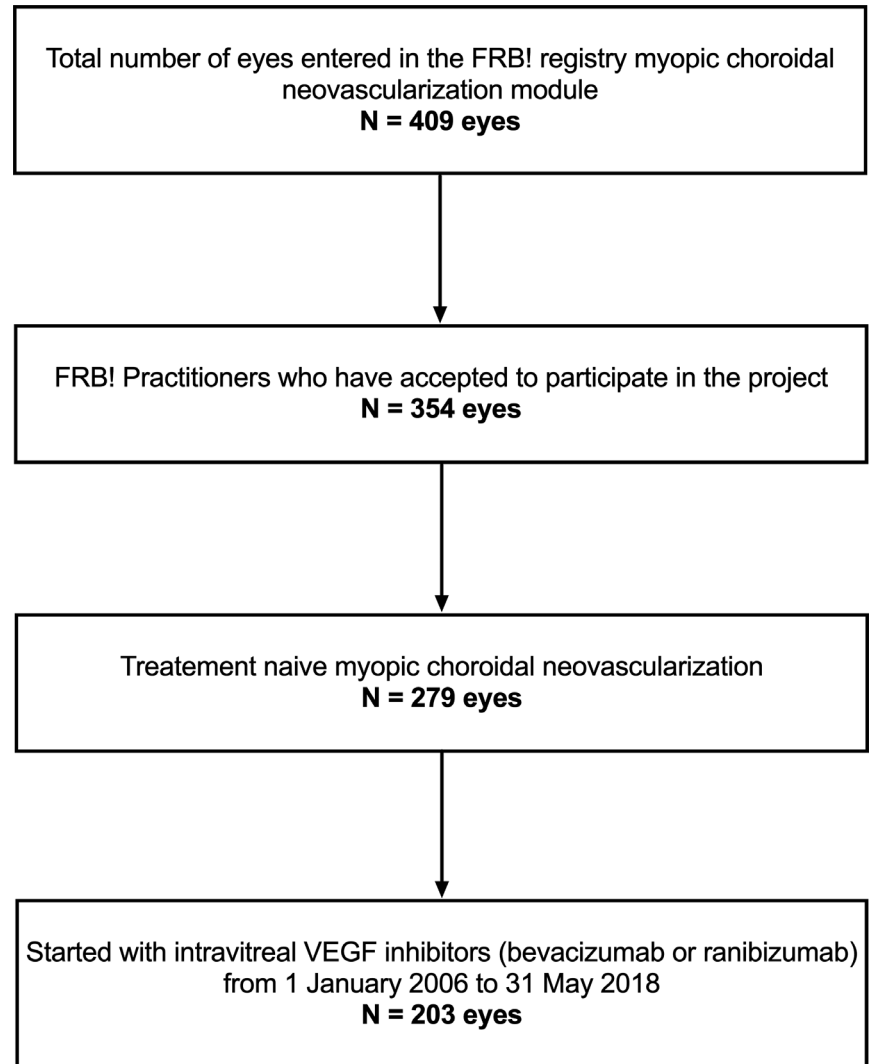 Total number of eyes entered in the FRB! registry myopic choroidal
neovascularization module
N = 409 eyes
FRB! Practitioners who have accepted to participate in the project
N = 354 eyes
Treatement naive myopic choroidal neovascularization
N = 279 eyes
Started with intravitreal VEGF inhibitors (bevacizumab or ranibizumab)
from 1 January 2006 to 31 May 2018
N = 203 eyes